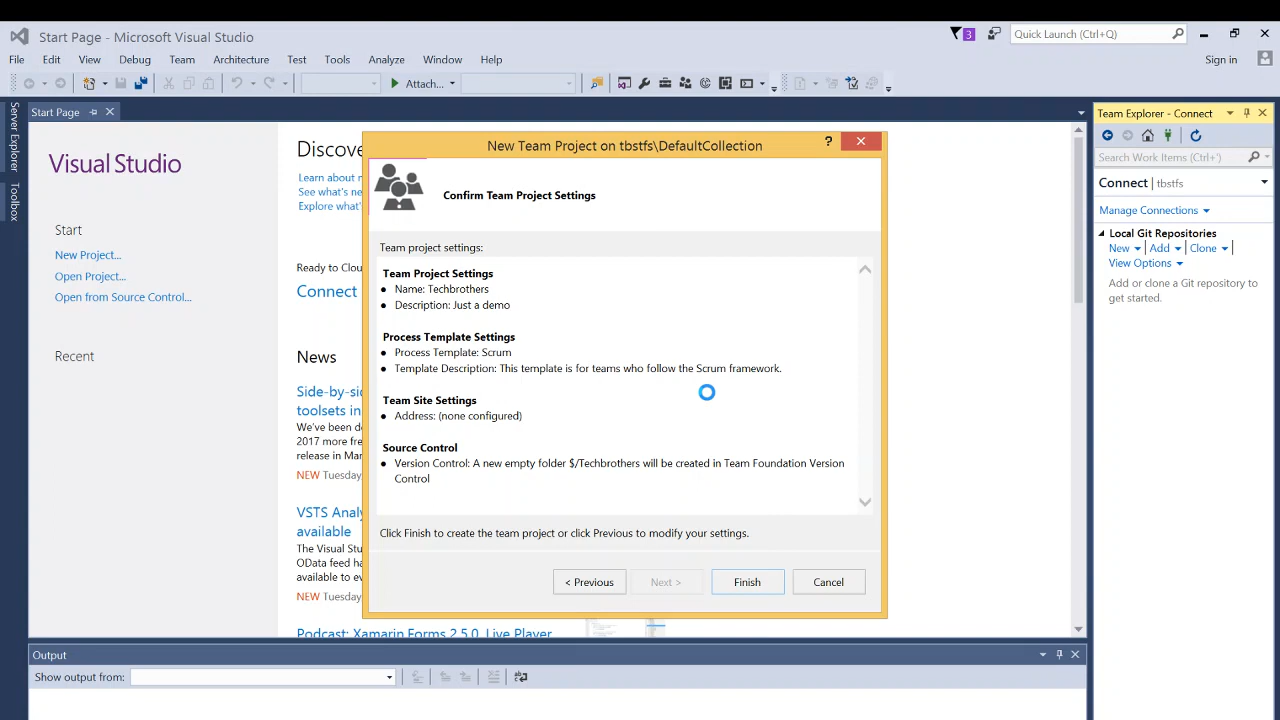 Start Page - Microsoft Visual Studio
3
Quick Launch (Ctrl+Q)
File Edit View Debug Team Architecture Test Tools Analyze Window Help
Sign in
Attach...
Server Explorer
Toolbox
Start Page
Visual Studio
Start
New Project...
Open Project...
Open from Source Control...
Recent
Discove
Learn about n
See what's ne
Explore what'
Ready to Clou
Connect
News
Side-by-si
toolsets in
We've been de
2017 more fre
release in Mar
NEW Tuesday
VSTS Analy
available
The Visual Stu
OData feed ha
available to ev
NEW Tuesday
Podcast: Xamarin Forms 2.5.0, Live Player
New Team Project on tbstfs\DefaultCollection
?
Confirm Team Project Settings
Team project settings:
Team Project Settings
● Name: Techbrothers
● Description: Just a demo
Process Template Settings
● Process Template: Scrum
● Template Description: This template is for teams who follow the Scrum framework.
Team Site Settings
● Address: (none configured)
Source Control
● Version Control: A new empty folder $/Techbrothers will be created in Team Foundation Version
Control
Click Finish to create the team project or click Previous to modify your settings.
< Previous Next > Finish Cancel
Team Explorer - Connect
Search Work Items (Ctrl+')
Connect | tbstfs
Manage Connections
Local Git Repositories
New Add Clone
View Options
Add or clone a Git repository to
get started.
Output
Show output from: